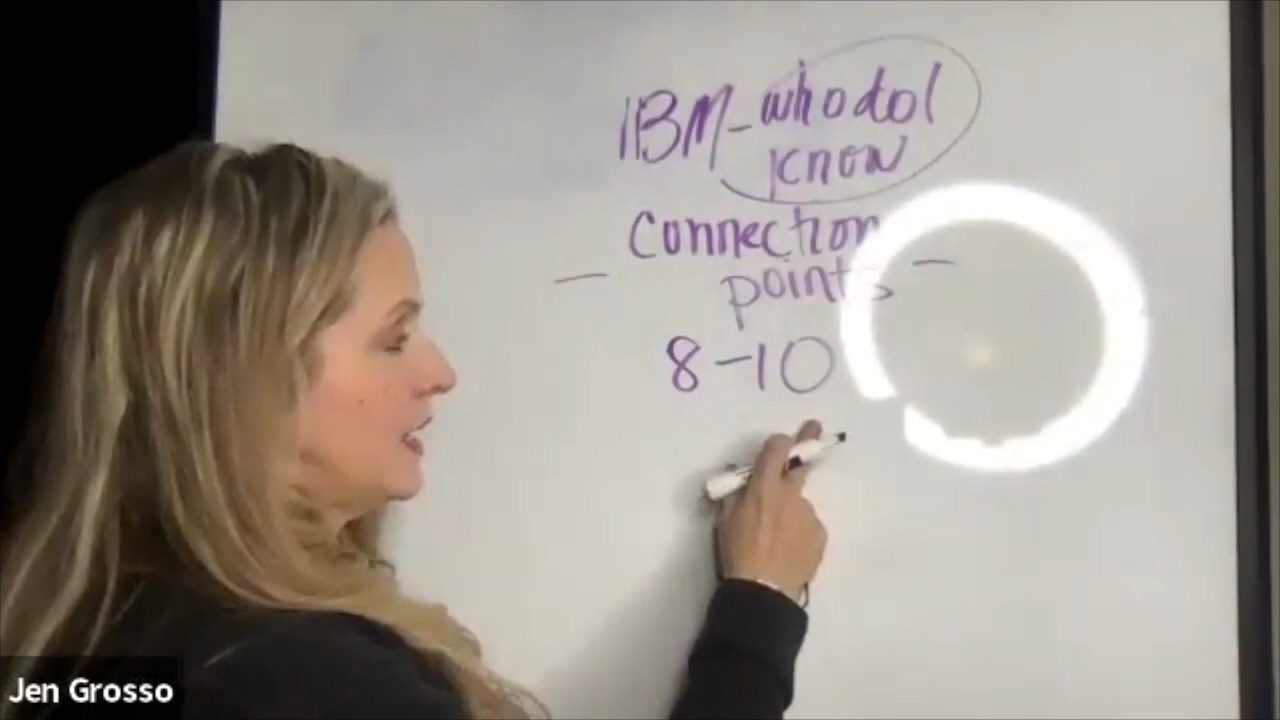 IBM - who do I
know
connection
points
8-10
Jen Grosso